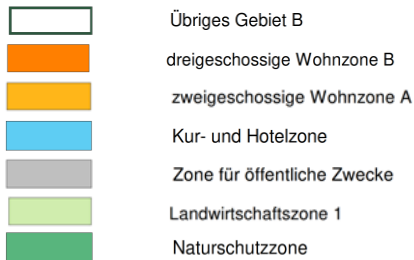 Übriges Gebiet B
dreigeschossige Wohnzone B
zweigeschossige Wohnzone A
Kur- und Hotelzone
Zone für öffentliche Zwecke
Landwirtschaftszone 1
Naturschutzzone